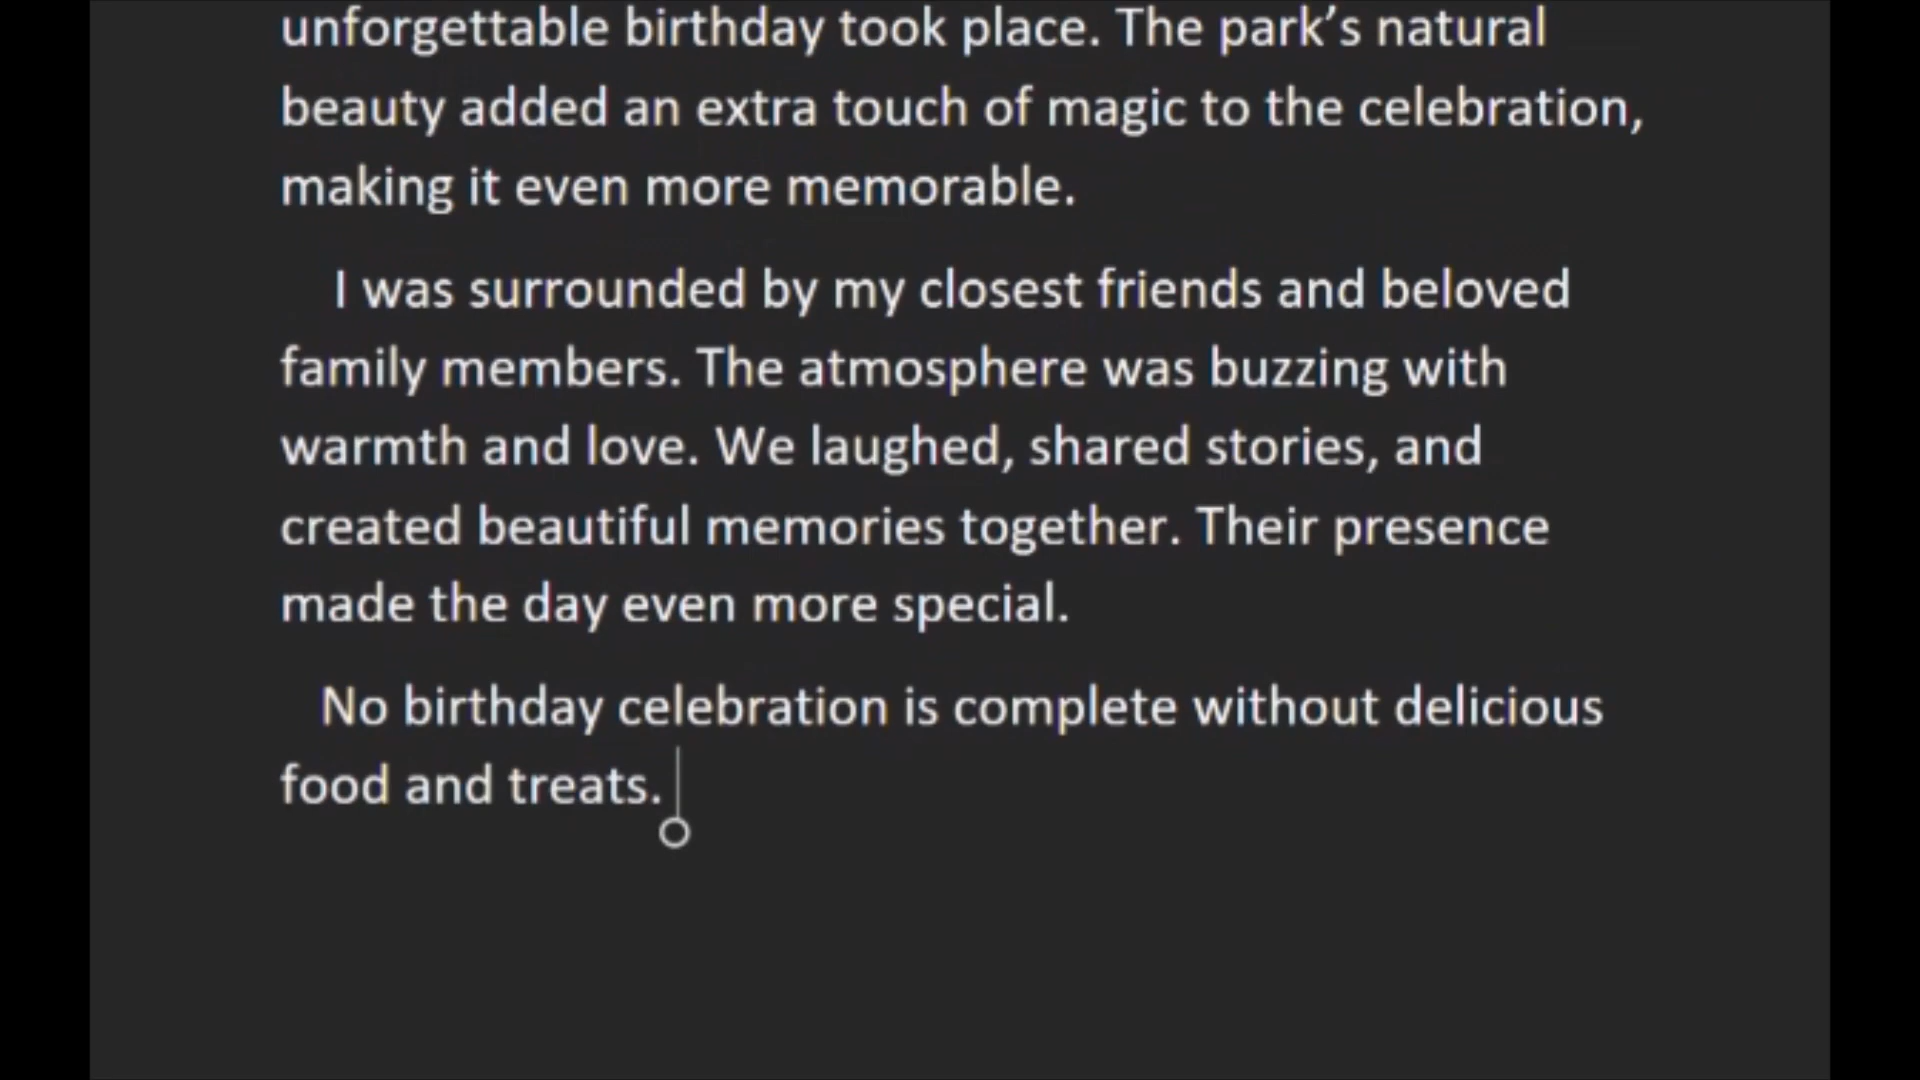 unforgettable birthday took place. The park’s natural
beauty added an extra touch of magic to the celebration,
making it even more memorable.
I was surrounded by my closest friends and beloved
family members. The atmosphere was buzzing with
warmth and love. We laughed, shared stories, and
created beautiful memories together. Their presence
made the day even more special.
No birthday celebration is complete without delicious
food and treats.